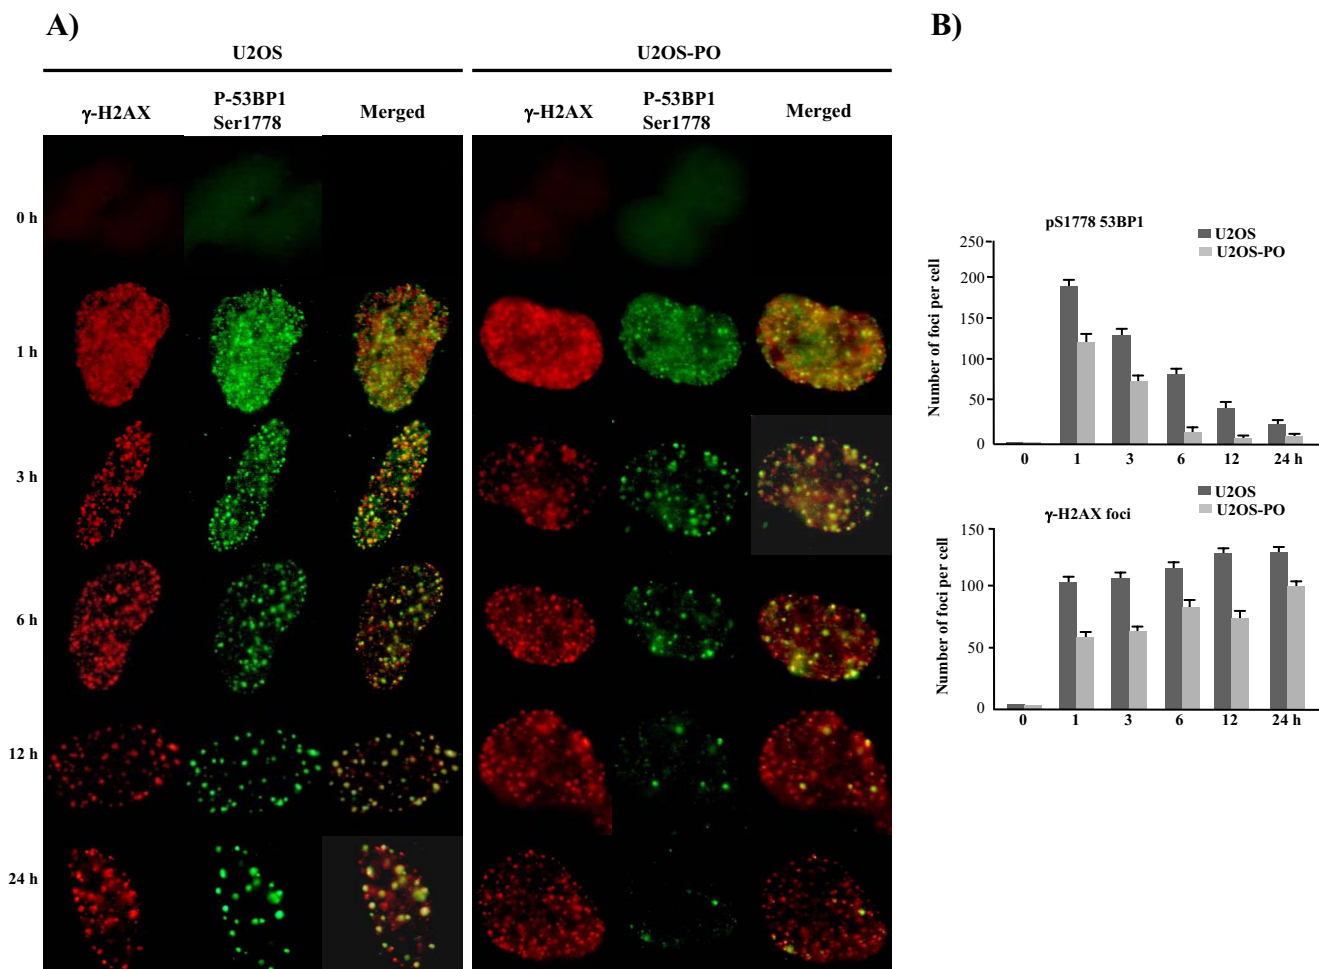 A)
U2OS
U2OS-PO
γ-H2AX
P-53BP1
Ser1778
Merged
γ-H2AX
P-53BP1
Ser1778
Merged
0 h
1 h
3 h
6 h
12 h
24 h
B)
pS1778 53BP1
U2OS
U2OS-PO
Number of foci per cell
250
200
150
100
50
0
0 1 3 6 12 24 h
γ-H2AX foci
U2OS
U2OS-PO
Number of foci per cell
150
100
50
0
0 1 3 6 12 24 h